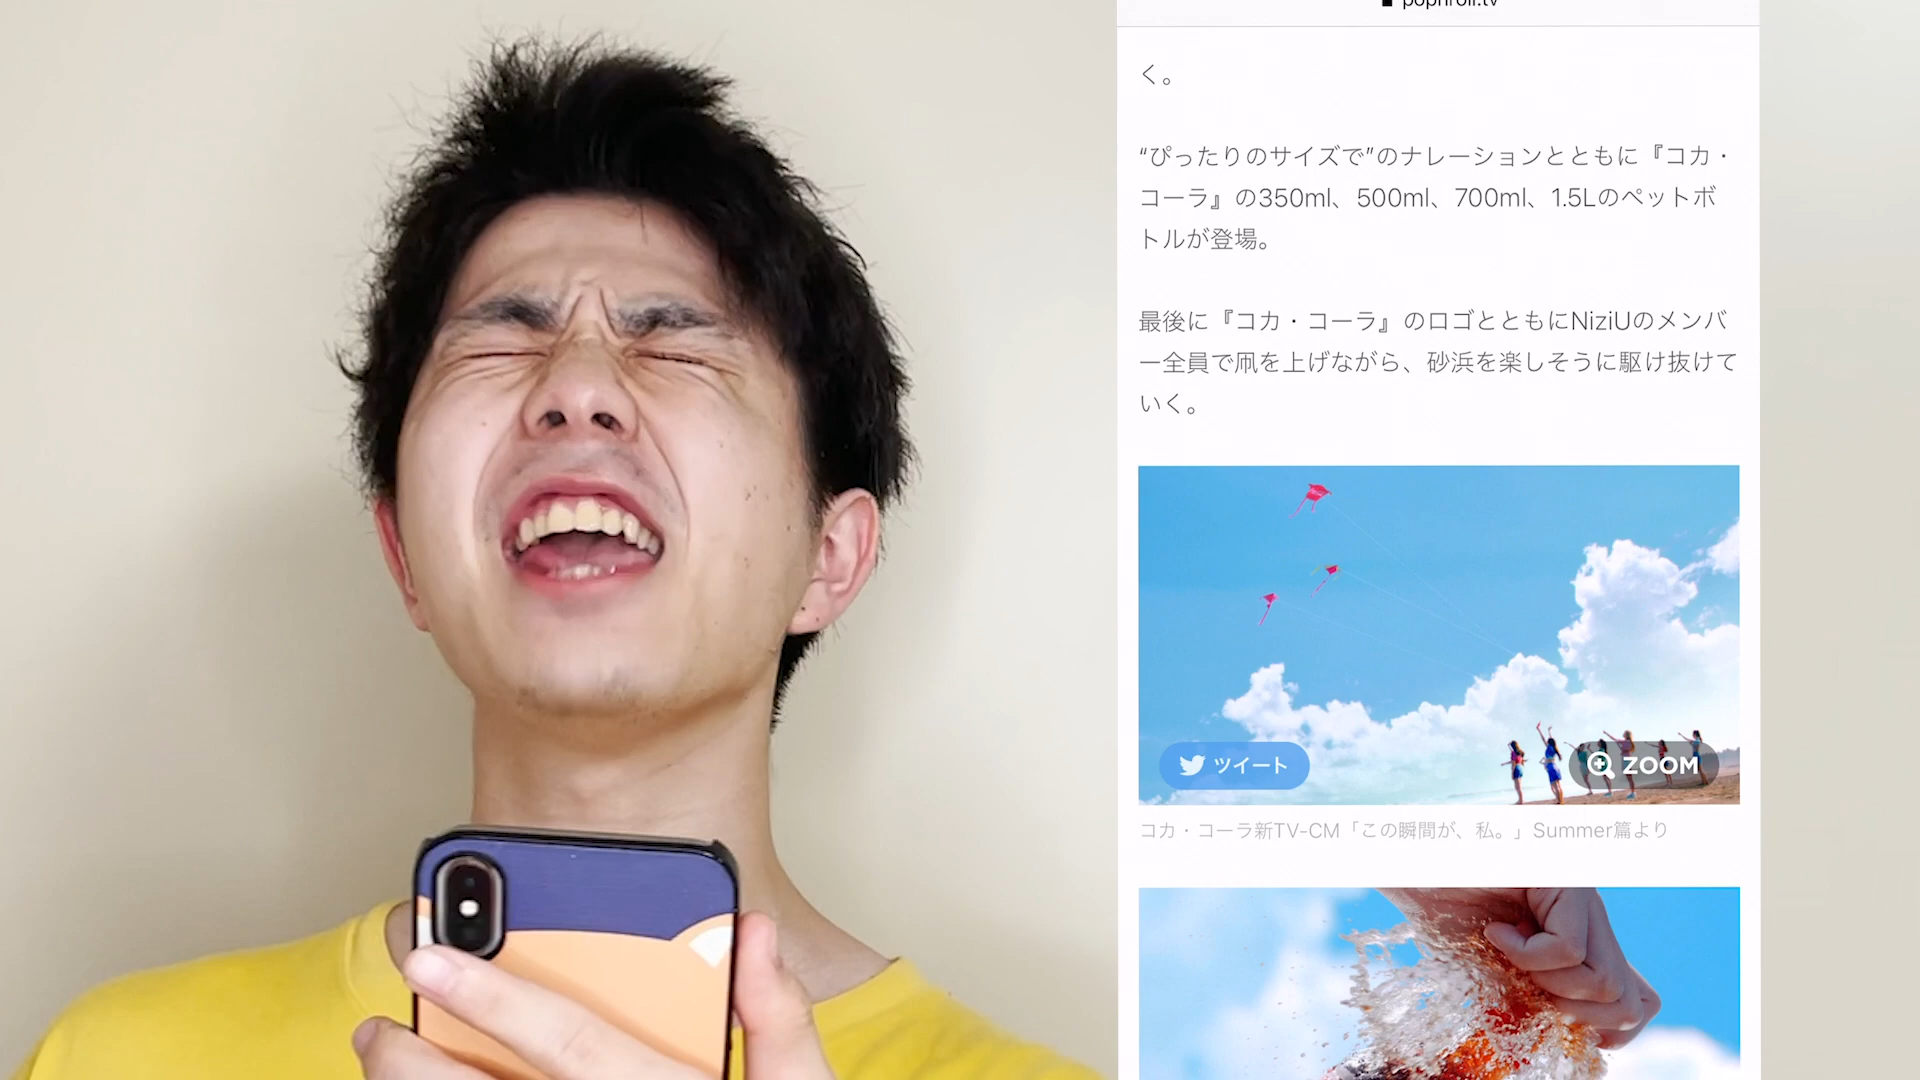 popnroll.tv
く。
“ぴったりのサイズで”のナレーションとともに『コカ・
コーラ』の350ml、500ml、700ml、1.5Lのペットボ
トルが登場。
最後に『コカ・コーラ』のロゴとともにNiziUのメンバ
ー全員で凧を上げながら、砂浜を楽しそうに駆け抜けて
いく。
ツイート
ZOOM
コカ・コーラ新TV-CM「この瞬間が、私。」Summer篇より